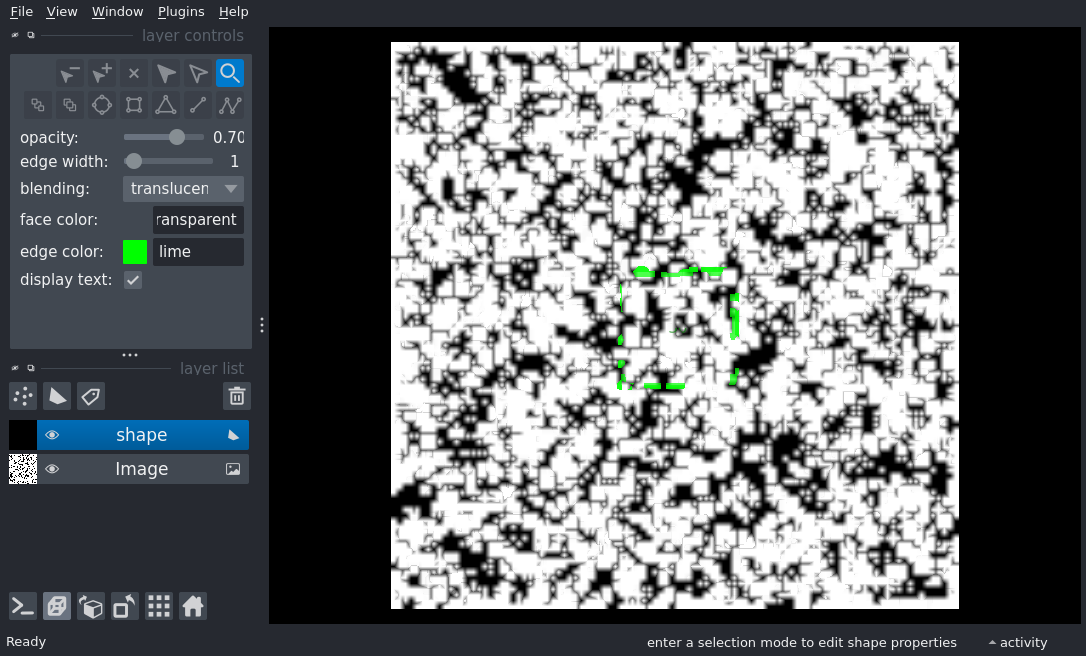 File View Window Plugins Help
layer controls
opacity: 0.70
edge width: 1
blending: translucen
face color: ransparent
edge color: lime
display text:
layer list
shape
Image
Ready enter a selection mode to edit shape properties activity